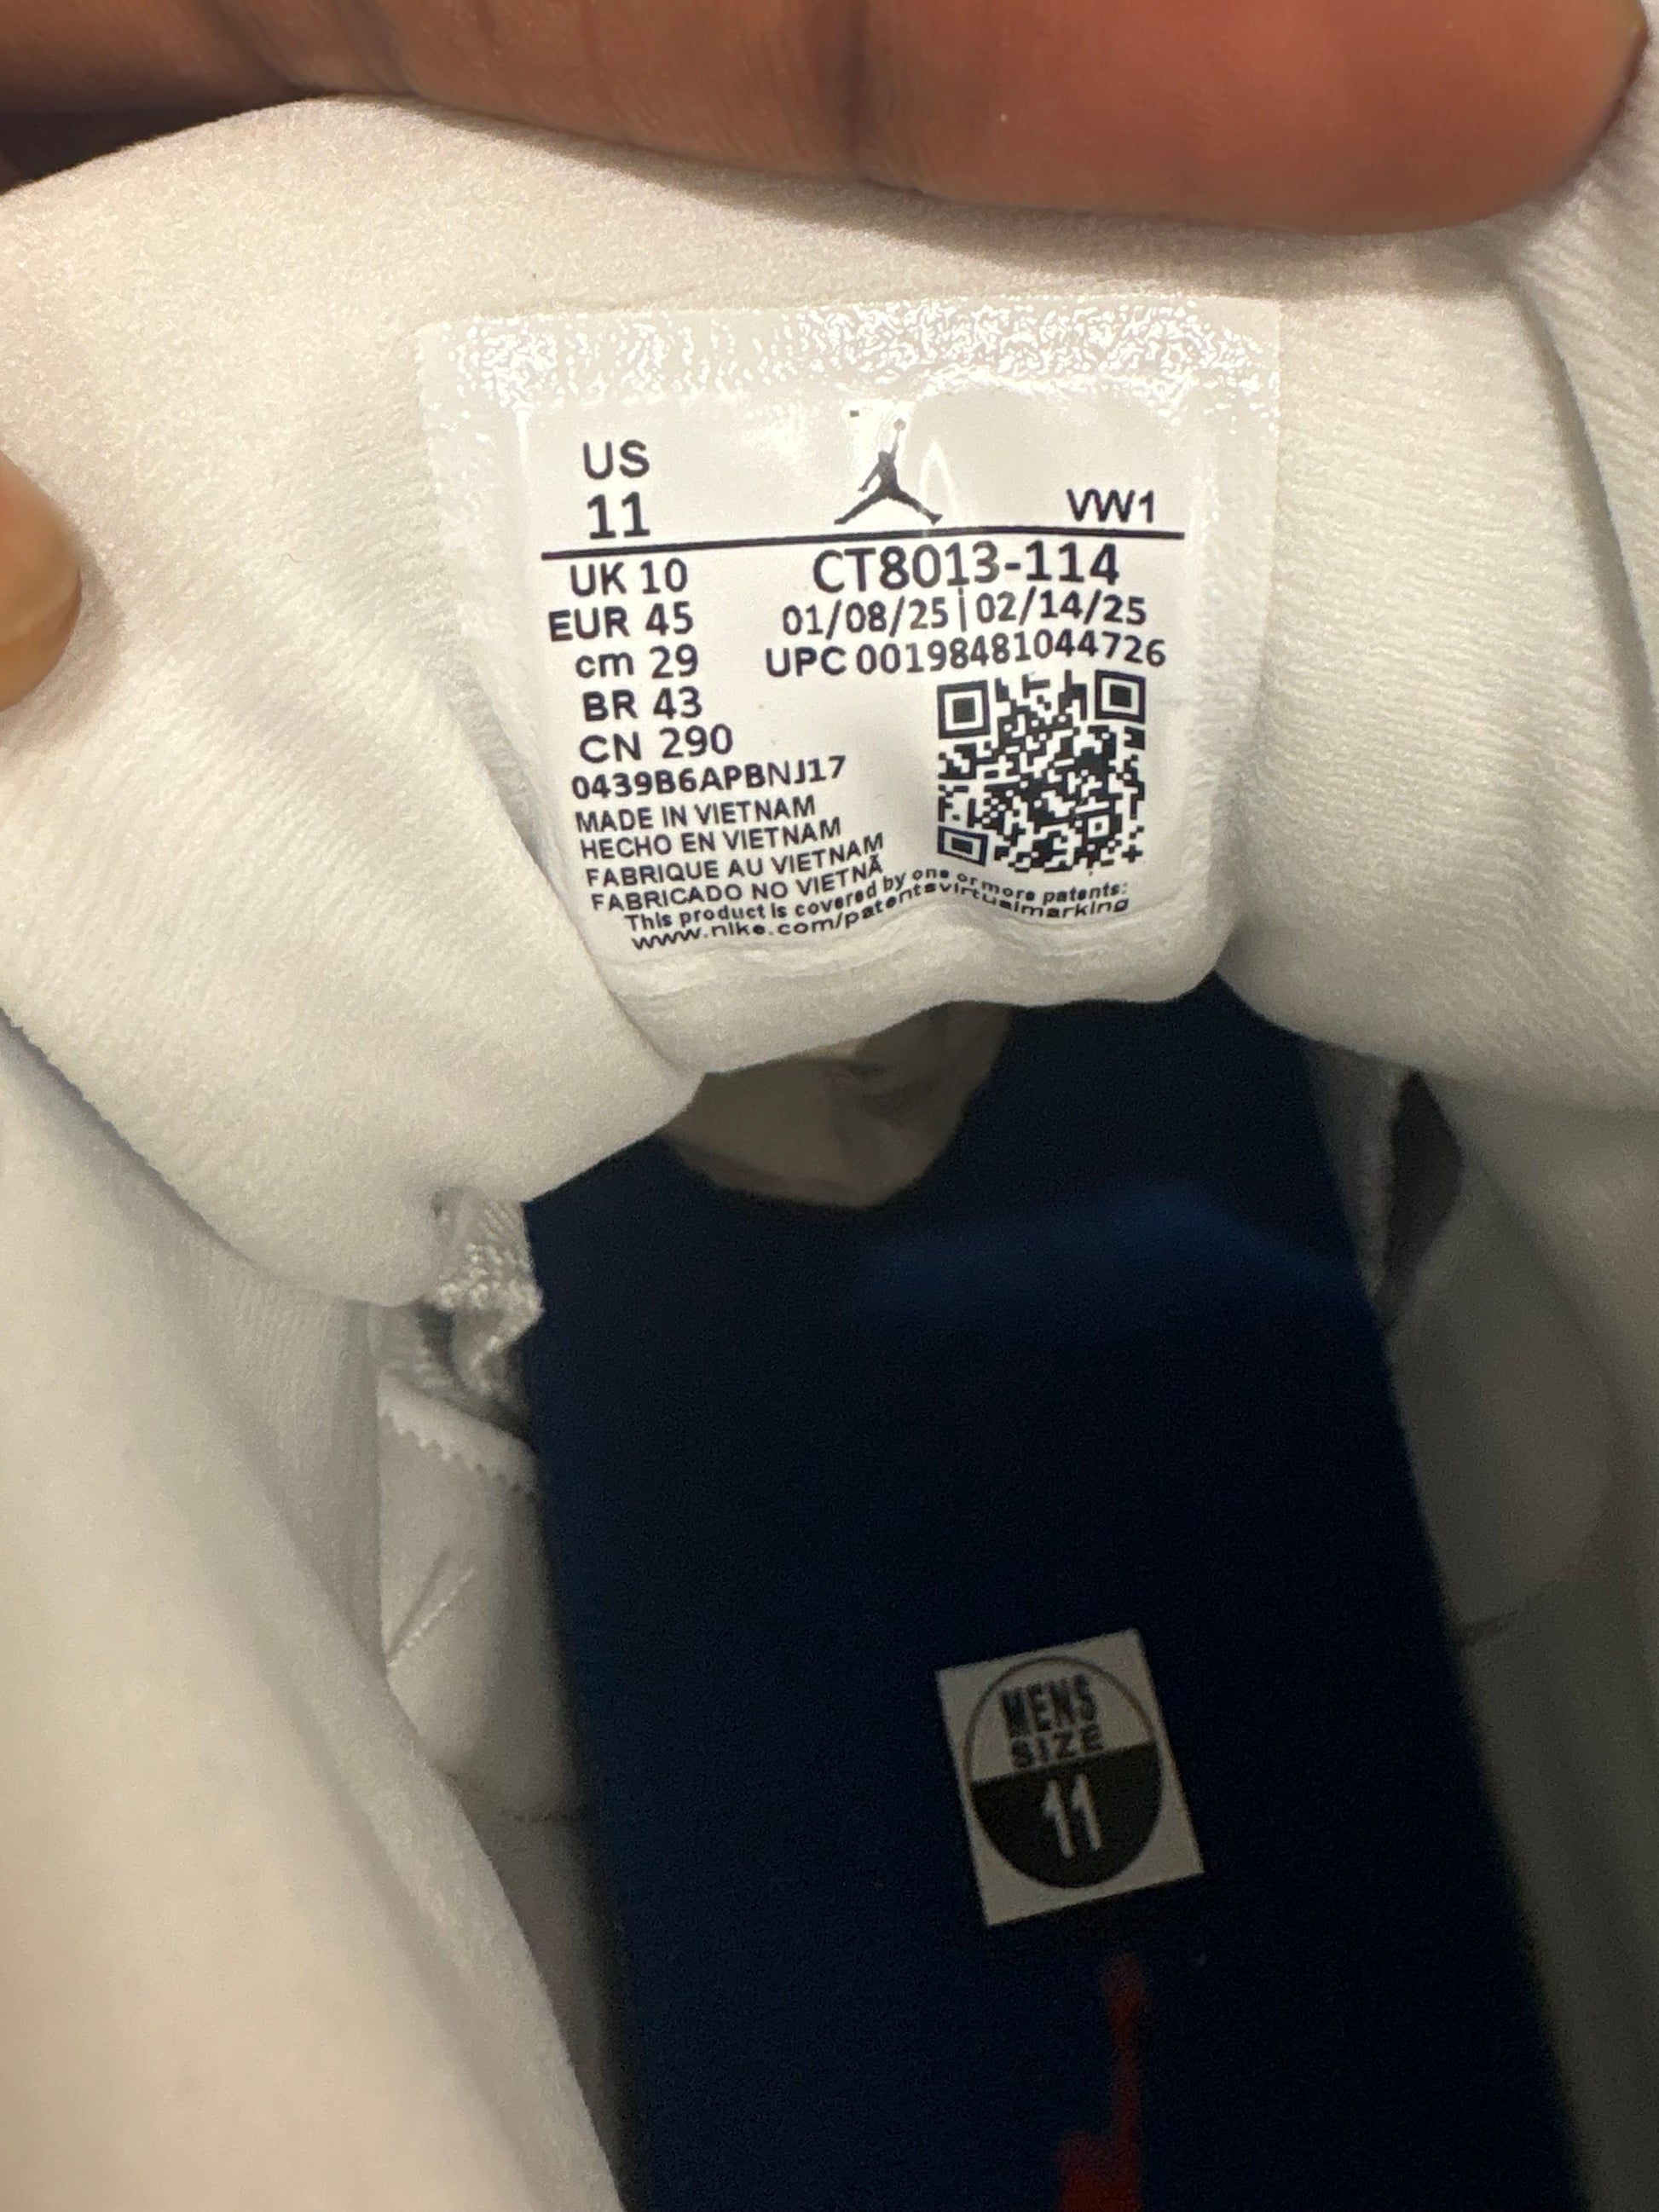 US
11
VW1
UK 10
EUR 45
cm 29
BR 43
CN 290
CT8013-114
01/08/25|02/14/25
UPC 00198481044726
0439B6APBNJ17
MADE IN VIETNAM
HECHO EN VIETNAM
FABRIQUE AU VIETNAM
FABRICADO NO VIETNÃ
This product is covered by one or more patents:
www.nike.com/patentsvirtualmarking
MENS
SIZE
11